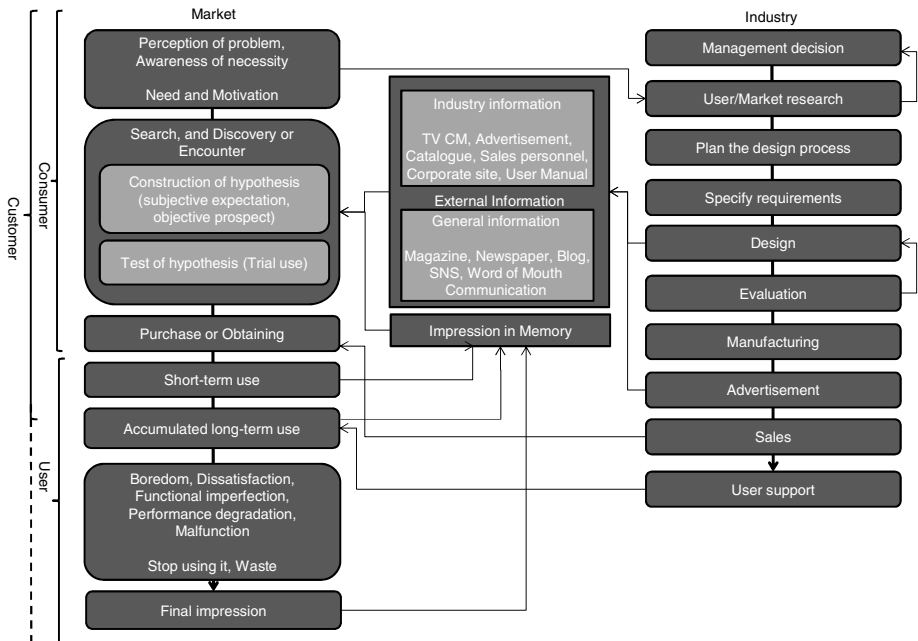 Market
Industry
Customer
Consumer
User
Perception of problem,
Awareness of necessity
Need and Motivation
Search, and Discovery or
Encounter
Construction of hypothesis
(subjective expectation,
objective prospect)
Test of hypothesis (Trial use)
Purchase or Obtaining
Short-term use
Accumulated long-term use
Boredom, Dissatisfaction,
Functional imperfection,
Performance degradation,
Malfunction
Stop using it, Waste
Final impression
Industry information
TV CM, Advertisement,
Catalogue, Sales personnel,
Corporate site, User Manual
External Information
General information
Magazine, Newspaper, Blog,
SNS, Word of Mouth
Communication
Impression in Memory
Management decision
User/Market research
Plan the design process
Specify requirements
Design
Evaluation
Manufacturing
Advertisement
Sales
User support